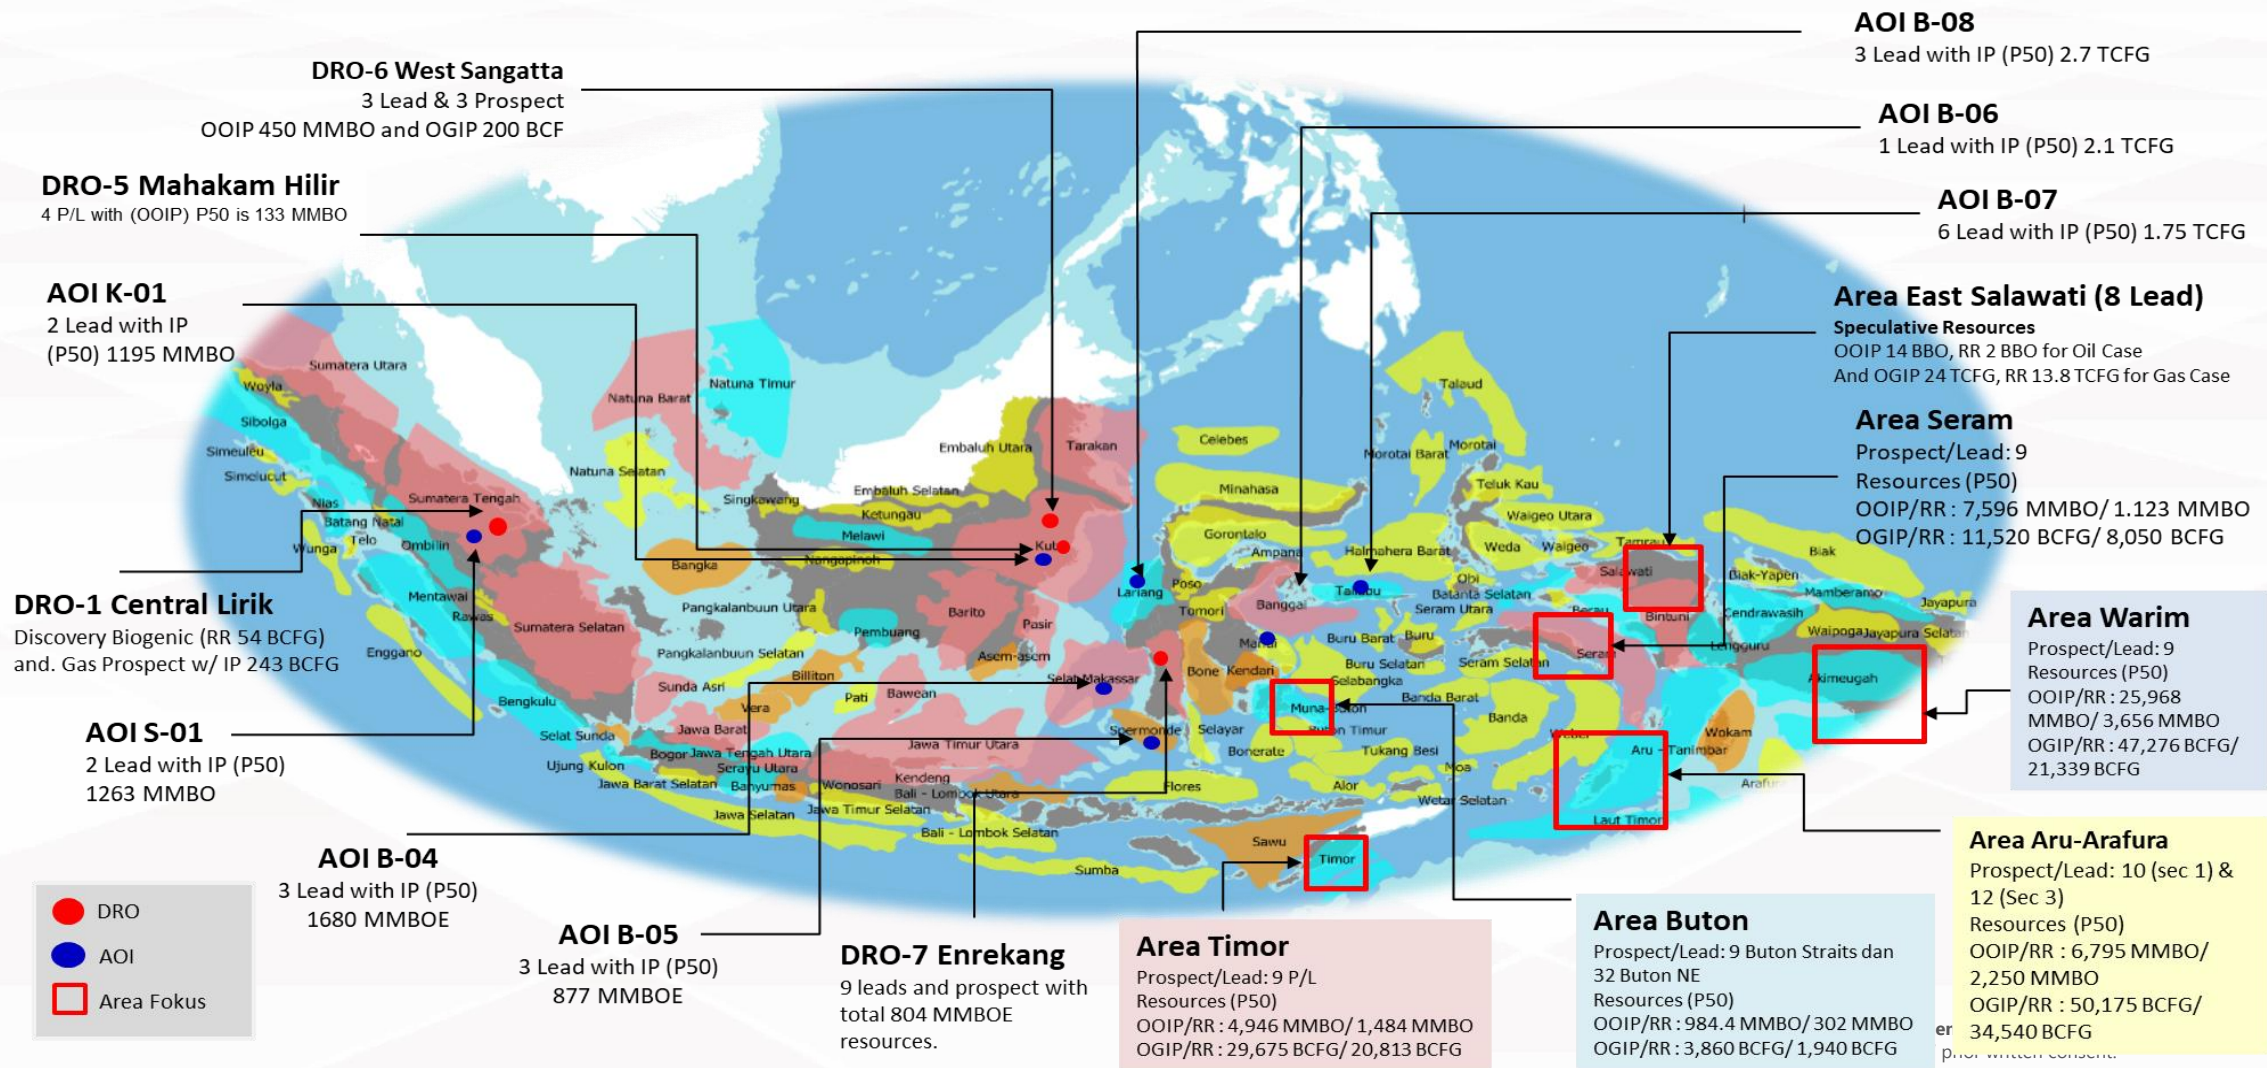 AOI B-08
3 Lead with IP (P50) 2.7 TCFG
DRO-6 West Sangatta
3 Lead & 3 Prospect
OOIP 450 MMBO and OGIP 200 BCF
AOI B-06
1 Lead with IP (P50) 2.1 TCFG
DRO-5 Mahakam Hilir
4 P/L with (OOIP) P50 is 133 MMBO
AOI B-07
6 Lead with IP (P50) 1.75 TCFG
AOI K-01
2 Lead with IP
(P50) 1195 MMBO
Area East Salawati (8 Lead)
Speculative Resources
OOIP 14 BBO, RR 2 BBO for Oil Case
And OGIP 24 TCFG, RR 13.8 TCFG for Gas Case
Area Seram
Prospect/Lead: 9
Resources (P50)
OOIP/RR : 7,596 MMBO/ 1.123 MMBO
OGIP/RR : 11,520 BCFG/ 8,050 BCFG
Sumatera Utara
Woyla
Sibolga
Simeuleu
Simelucut
Nias
Sumatera Tengah
Batang Natal
Wunga
Telo
Ombilin
Mentawai
Rawas
Sumatera Selatan
Enggano
Bengkulu
Selat Sunda
Ujung Kulon
Natuna Barat
Natuna Timur
Natuna Selatan
Singkawang
Embaluh Utara
Embaluh Selatan
Ketungau
Melawi
Nangapinoh
Tarakan
Bangka
Pangkalanbuun Utara
Pangkalanbuun Selatan
Pembuang
Barito
Pasir
Asem-asem
Billiton
Sunda Asri
Vera
Pati
Bawean
Selat Makassar
Jawa Barat
Bogor
Jawa Tengah Utara
Serayu Utara
Jawa Barat Selatan
Banyumas
Jawa Selatan
Wonosari
Jawa Timur Utara
Kendeng
Bali - Lombok Utara
Jawa Timur Selatan
Bali - Lombok Selatan
Celebes
Minahasa
Gorontalo
Ampana
Lariang
Poso
Tomori
Banggai
Taliabu
Manui
Bone
Kendari
Spermonde
Selayar
Bonerate
Flores
Sumba
Sawu
Timor
Muna-Buton
Buton Timur
Tukang Besi
Alor
Moa
Wetar Selatan
Talaud
Morotai
Morotai Barat
Teluk Kau
Halmahera Barat
Weda
Waigeo
Waigeo Utara
Obi
Batanta Selatan
Seram Utara
Buru Barat
Buru
Buru Selatan
Selabangka
Seram Selatan
Banda Barat
Banda
Weber
Tamrau
Salawati
Berau
Bintuni
Seram
Biak
Biak-Yapen
Cendrawasih
Mamberamo
Jayapura
Waipoga
Jayapura Selatan
Lengguru
Akimeugah
Wokam
Aru - Tanimbar
Laut Timor
DRO-1 Central Lirik
Discovery Biogenic (RR 54 BCFG)
and. Gas Prospect w/ IP 243 BCFG
AOI S-01
2 Lead with IP (P50)
1263 MMBO
Area Warim
Prospect/Lead: 9
Resources (P50)
OOIP/RR : 25,968
MMBO/ 3,656 MMBO
OGIP/RR : 47,276 BCFG/
21,339 BCFG
AOI B-04
3 Lead with IP (P50)
1680 MMBOE
AOI B-05
3 Lead with IP (P50)
877 MMBOE
DRO-7 Enrekang
9 leads and prospect with
total 804 MMBOE
resources.
Area Timor
Prospect/Lead: 9 P/L
Resources (P50)
OOIP/RR : 4,946 MMBO/ 1,484 MMBO
OGIP/RR : 29,675 BCFG/ 20,813 BCFG
Area Buton
Prospect/Lead: 9 Buton Straits dan
32 Buton NE
Resources (P50)
OOIP/RR : 984.4 MMBO/ 302 MMBO
OGIP/RR : 3,860 BCFG/ 1,940 BCFG
Area Aru-Arafura
Prospect/Lead: 10 (sec 1) &
12 (Sec 3)
Resources (P50)
OOIP/RR : 6,795 MMBO/
2,250 MMBO
OGIP/RR : 50,175 BCFG/
34,540 BCFG
DRO
AOI
Area Fokus